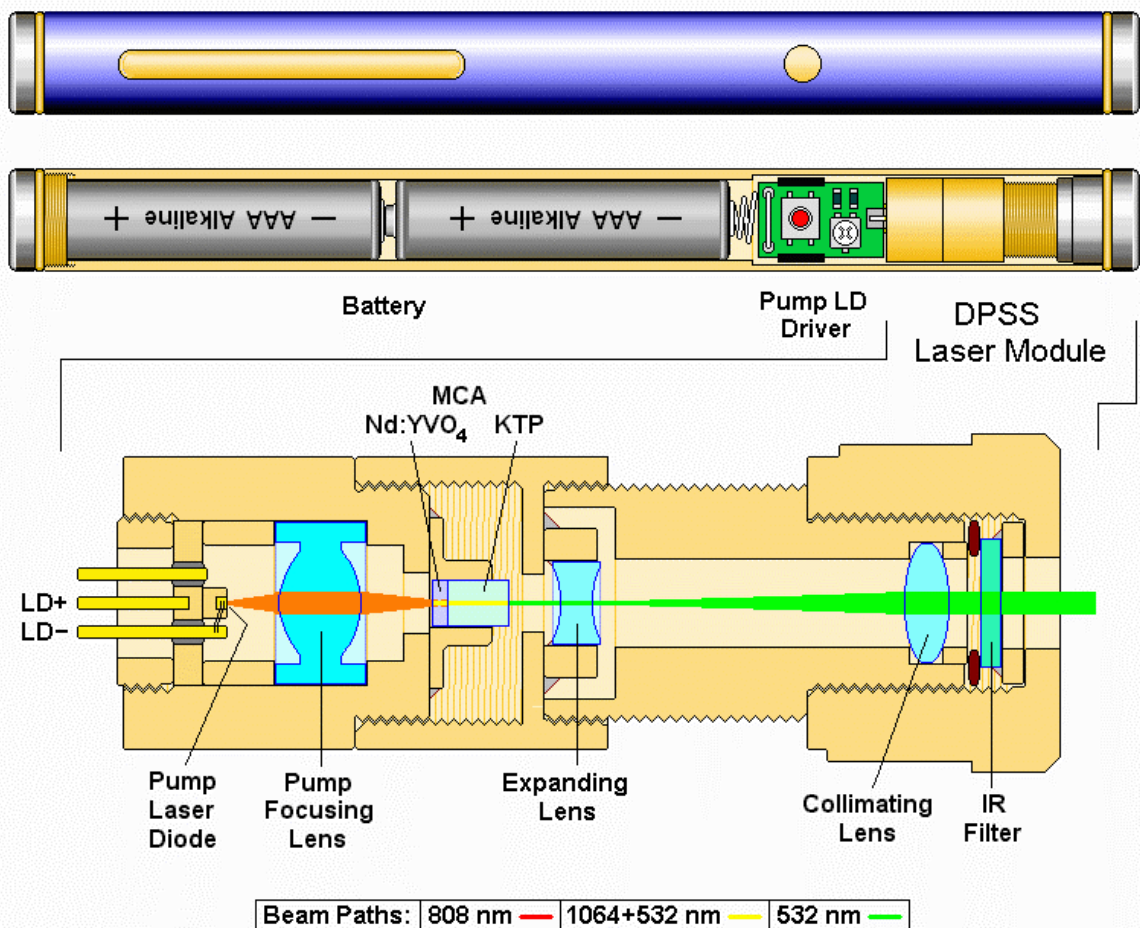 + AAA Alkaline −
+ AAA Alkaline −
Battery
Pump LD
Driver
DPSS
Laser Module
MCA
Nd:YVO₄ KTP
LD+
LD−
Pump
Laser
Diode
Pump
Focusing
Lens
Expanding
Lens
Collimating
Lens
IR
Filter
Beam Paths: 808 nm 1064+532 nm 532 nm